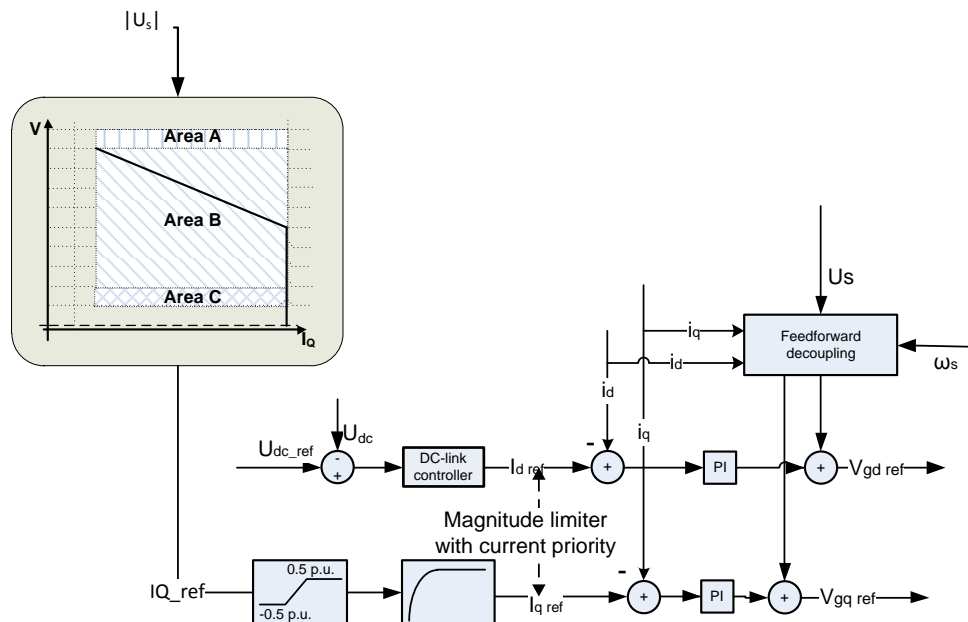 |Us|
V
Area A
Area B
Area C
IQ
Us
iq
id
Feedforward
decoupling
ωs
id
iq
Udc
Udc_ref
-
+
DC-link
controller
Id ref
-
+
PI
+
Vgd ref
Magnitude limiter
with current priority
IQ_ref
0.5 p.u.
-0.5 p.u.
Iq ref
-
+
PI
+
Vgq ref